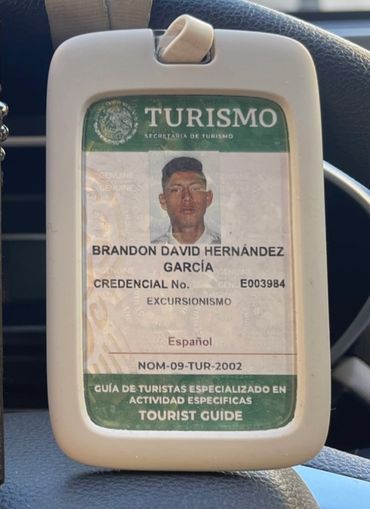 TURISMO
SECRETARÍA DE TURISMO
BRANDON DAVID HERNÁNDEZ
GARCÍA
CREDENCIAL No. E003984
EXCURSIONISMO
Español
NOM-09-TUR-2002
GUÍA DE TURISTAS ESPECIALIZADO EN
ACTIVIDAD ESPECIFICAS
TOURIST GUIDE